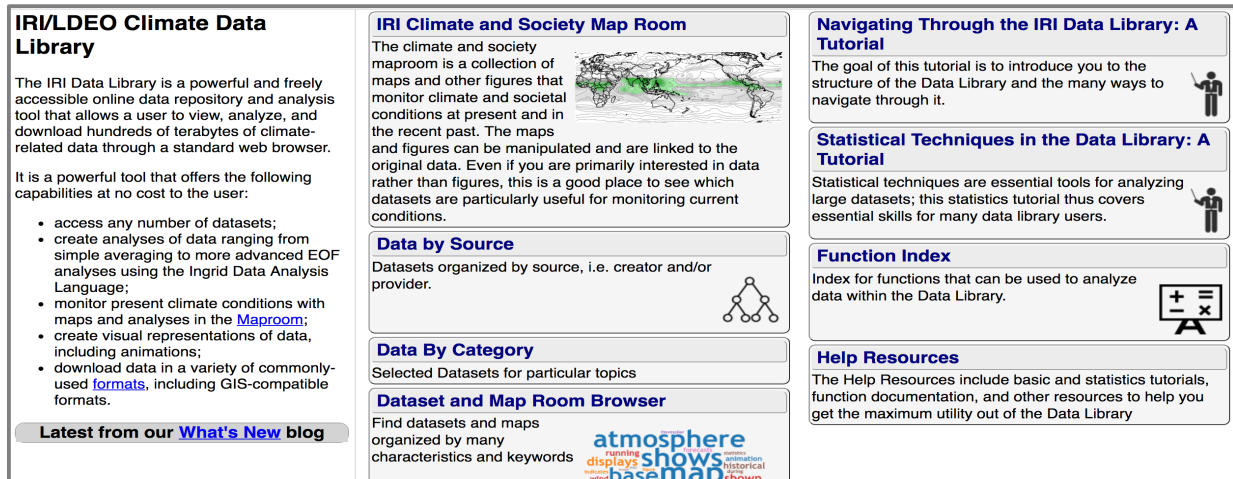 IRI/LDEO Climate Data
Library
The IRI Data Library is a powerful and freely
accessible online data repository and analysis
tool that allows a user to view, analyze, and
download hundreds of terabytes of climate-
related data through a standard web browser.
It is a powerful tool that offers the following
capabilities at no cost to the user:
• access any number of datasets;
• create analyses of data ranging from
simple averaging to more advanced EOF
analyses using the Ingrid Data Analysis
Language;
• monitor present climate conditions with
maps and analyses in the Maproom;
• create visual representations of data,
including animations;
• download data in a variety of commonly-
used formats, including GIS-compatible
formats.
Latest from our What's New blog
IRI Climate and Society Map Room
The climate and society
maproom is a collection of
maps and other figures that
monitor climate and societal
conditions at present and in
the recent past. The maps
and figures can be manipulated and are linked to the
original data. Even if you are primarily interested in data
rather than figures, this is a good place to see which
datasets are particularly useful for monitoring current
conditions.
Data by Source
Datasets organized by source, i.e. creator and/or
provider.
Data By Category
Selected Datasets for particular topics
Dataset and Map Room Browser
Find datasets and maps
organized by many
characteristics and keywords
atmosphere
running shows forecasts statistics
displays animation
historical
indicates during
wind basemap shown
Navigating Through the IRI Data Library: A
Tutorial
The goal of this tutorial is to introduce you to the
structure of the Data Library and the many ways to
navigate through it.
Statistical Techniques in the Data Library: A
Tutorial
Statistical techniques are essential tools for analyzing
large datasets; this statistics tutorial thus covers
essential skills for many data library users.
Function Index
Index for functions that can be used to analyze
data within the Data Library.
+ =
− ×
Help Resources
The Help Resources include basic and statistics tutorials,
function documentation, and other resources to help you
get the maximum utility out of the Data Library